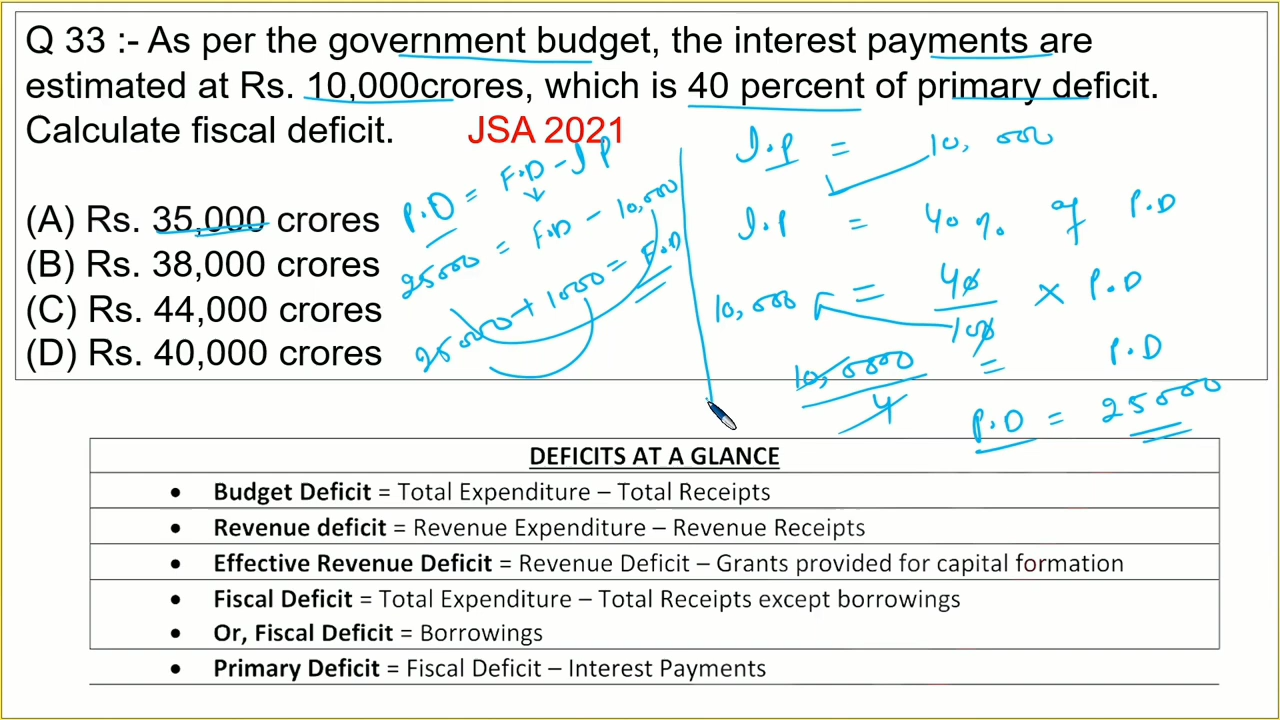 Q 33 :- As per the government budget, the interest payments are
estimated at Rs. 10,000crores, which is 40 percent of primary deficit.
Calculate fiscal deficit. JSA 2021
(A) Rs. 35,000 crores
(B) Rs. 38,000 crores
(C) Rs. 44,000 crores
(D) Rs. 40,000 crores
P.D = F.D - I P
25000 = F.D - 10,000
25000 + 1000 = F.D
I.P = 10,000
I.P = 40 % of P.D
10,000 = 40/100 × P.D
10,0000/4 = P.D
P.D = 25000
DEFICITS AT A GLANCE
• Budget Deficit = Total Expenditure – Total Receipts
• Revenue deficit = Revenue Expenditure – Revenue Receipts
• Effective Revenue Deficit = Revenue Deficit – Grants provided for capital formation
• Fiscal Deficit = Total Expenditure – Total Receipts except borrowings
• Or, Fiscal Deficit = Borrowings
• Primary Deficit = Fiscal Deficit – Interest Payments